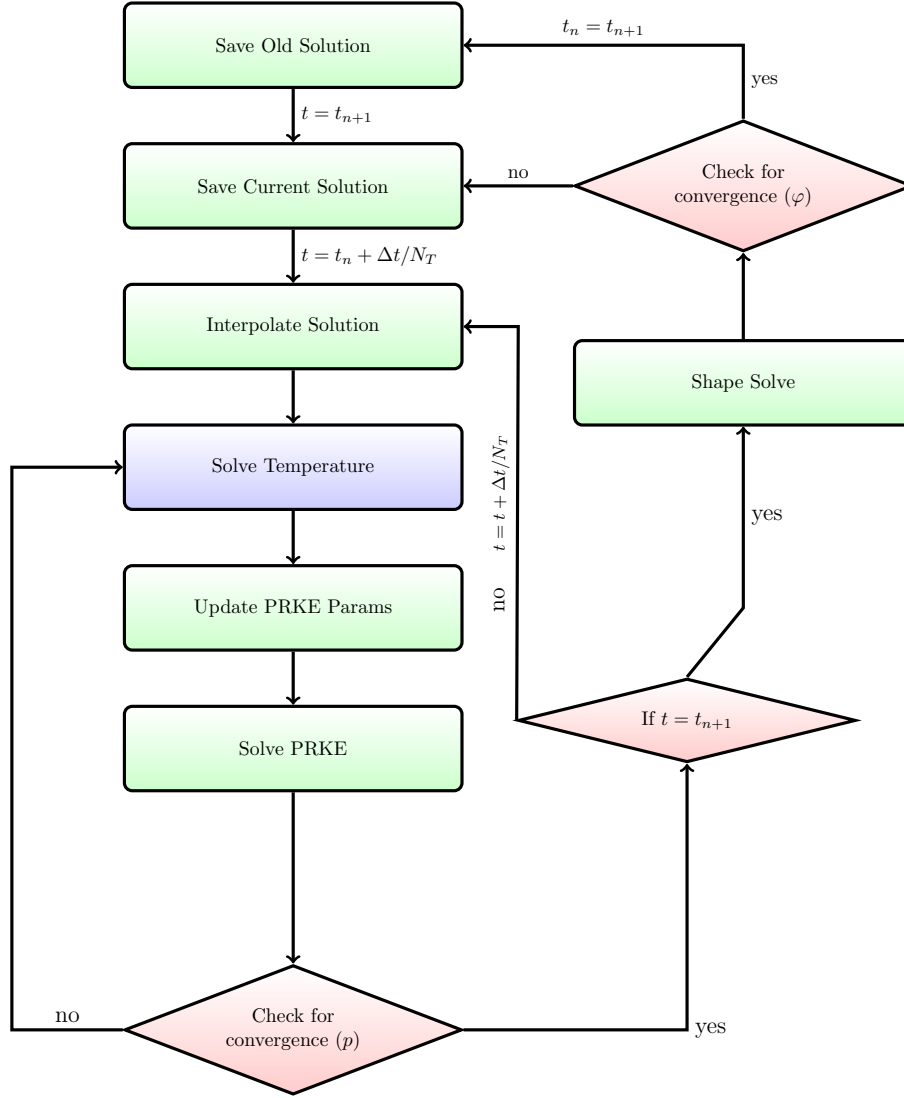 Save Old Solution
t_n = t_{n+1}
yes
t = t_{n+1}
Check for
convergence (φ)
no
Save Current Solution
t = t_n + Δt/N_T
Interpolate Solution
Shape Solve
Solve Temperature
t = t + Δt/N_T
no
yes
Update PRKE Params
If t = t_{n+1}
Solve PRKE
Check for
convergence (p)
no
yes